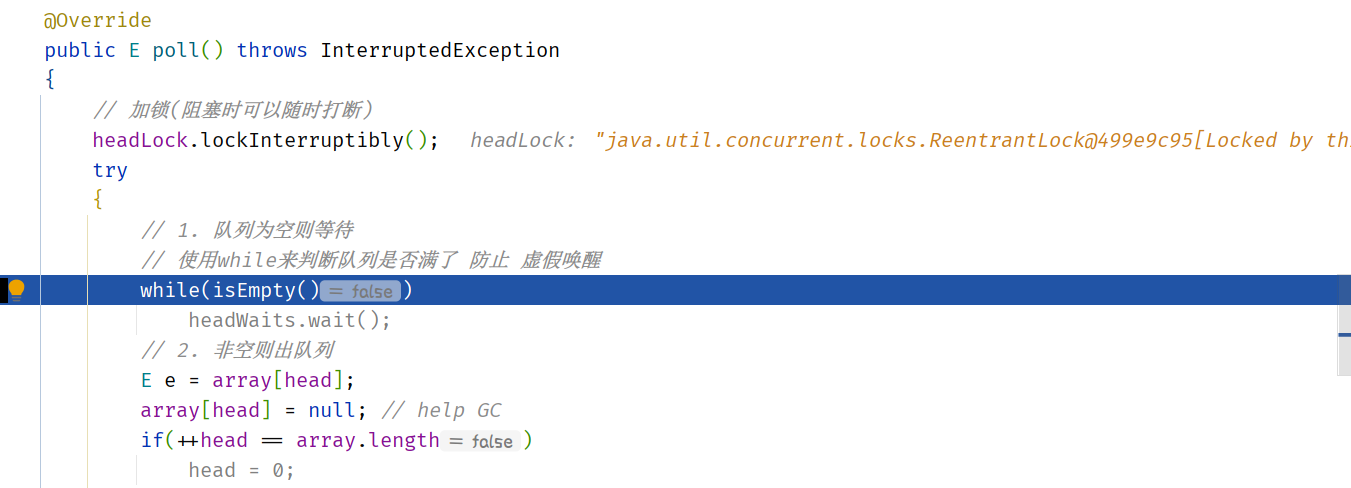 @Override
public E poll() throws InterruptedException
{
// 加锁(阻塞时可以随时打断)
headLock.lockInterruptibly(); headLock: "java.util.concurrent.locks.ReentrantLock@499e9c95[Locked by
try
{
// 1. 队列为空则等待
// 使用while来判断队列是否满了 防止 虚假唤醒
while(isEmpty() = false )
headWaits.wait();
// 2. 非空则出队列
E e = array[head];
array[head] = null; // help GC
if(++head == array.length = false )
head = 0;